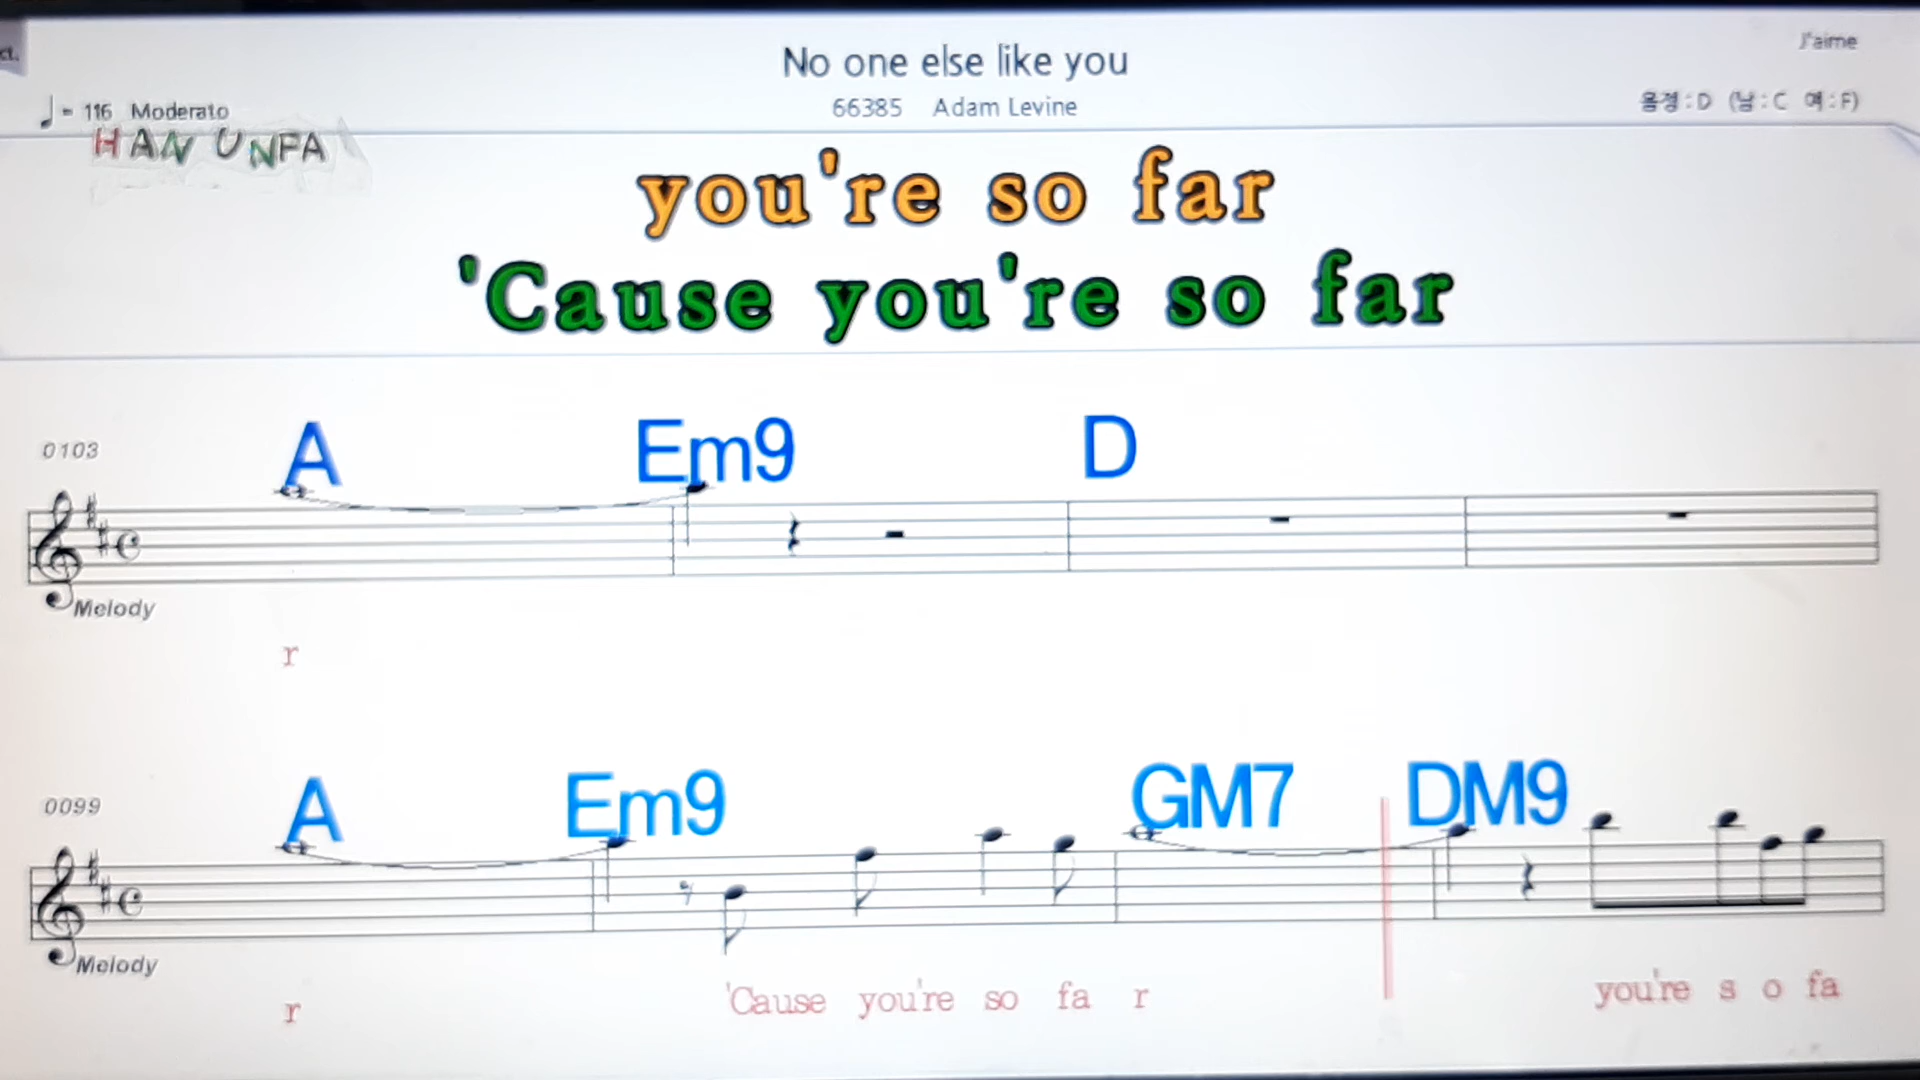 ct.
No one else like you
J'aime
♩ = 116 Moderato
66385 Adam Levine
음정 : D (남 : C 여 : F)
HAN UNFA
you're so far
'Cause you're so far
0103
A Em9 D
Melody
r
0099
A Em9 GM7 DM9
Melody
r 'Cause you're so fa r you're s o fa